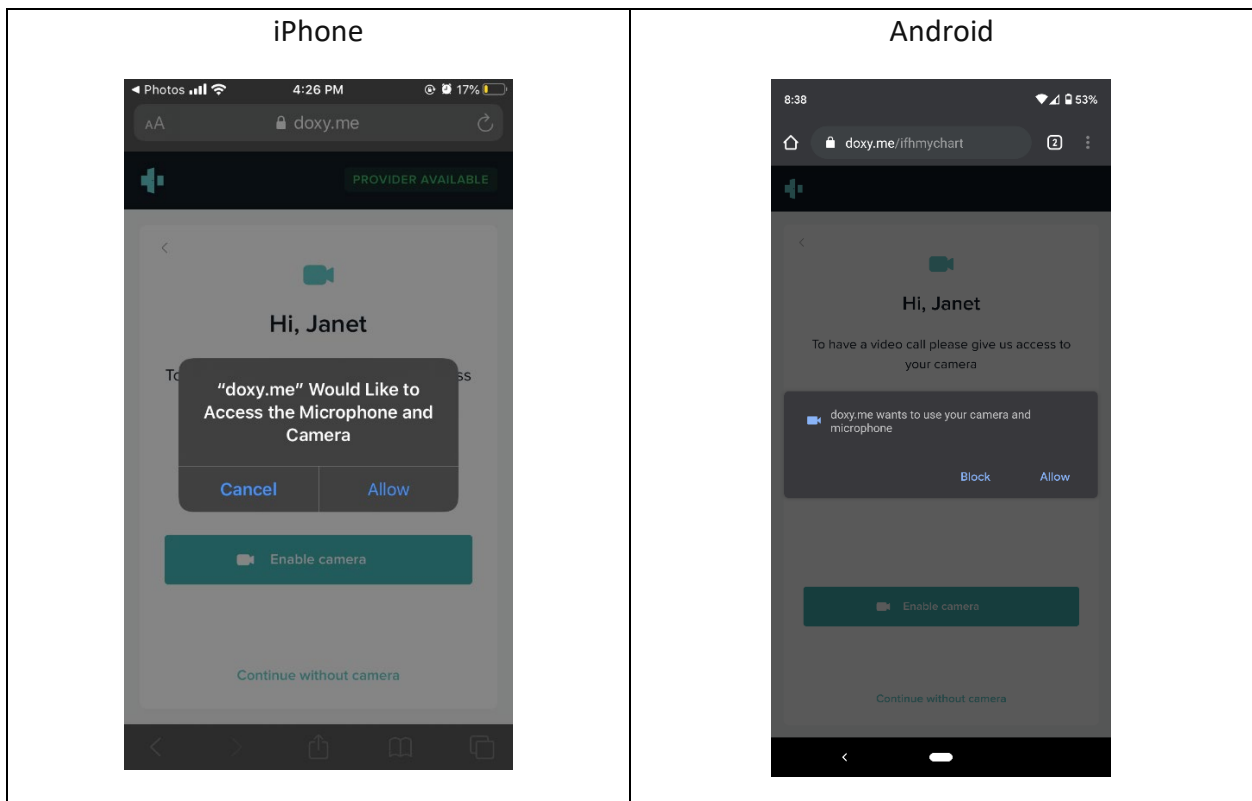 iPhone
Photos
4:26 PM
17%
AA
doxy.me
PROVIDER AVAILABLE
Hi, Janet
To
ss
“doxy.me” Would Like to
Access the Microphone and
Camera
Cancel
Allow
Enable camera
Continue without camera
Android
8:38
53%
doxy.me/ifhmychart
2
Hi, Janet
To have a video call please give us access to
your camera
doxy.me wants to use your camera and
microphone
Block
Allow
Enable camera
Continue without camera